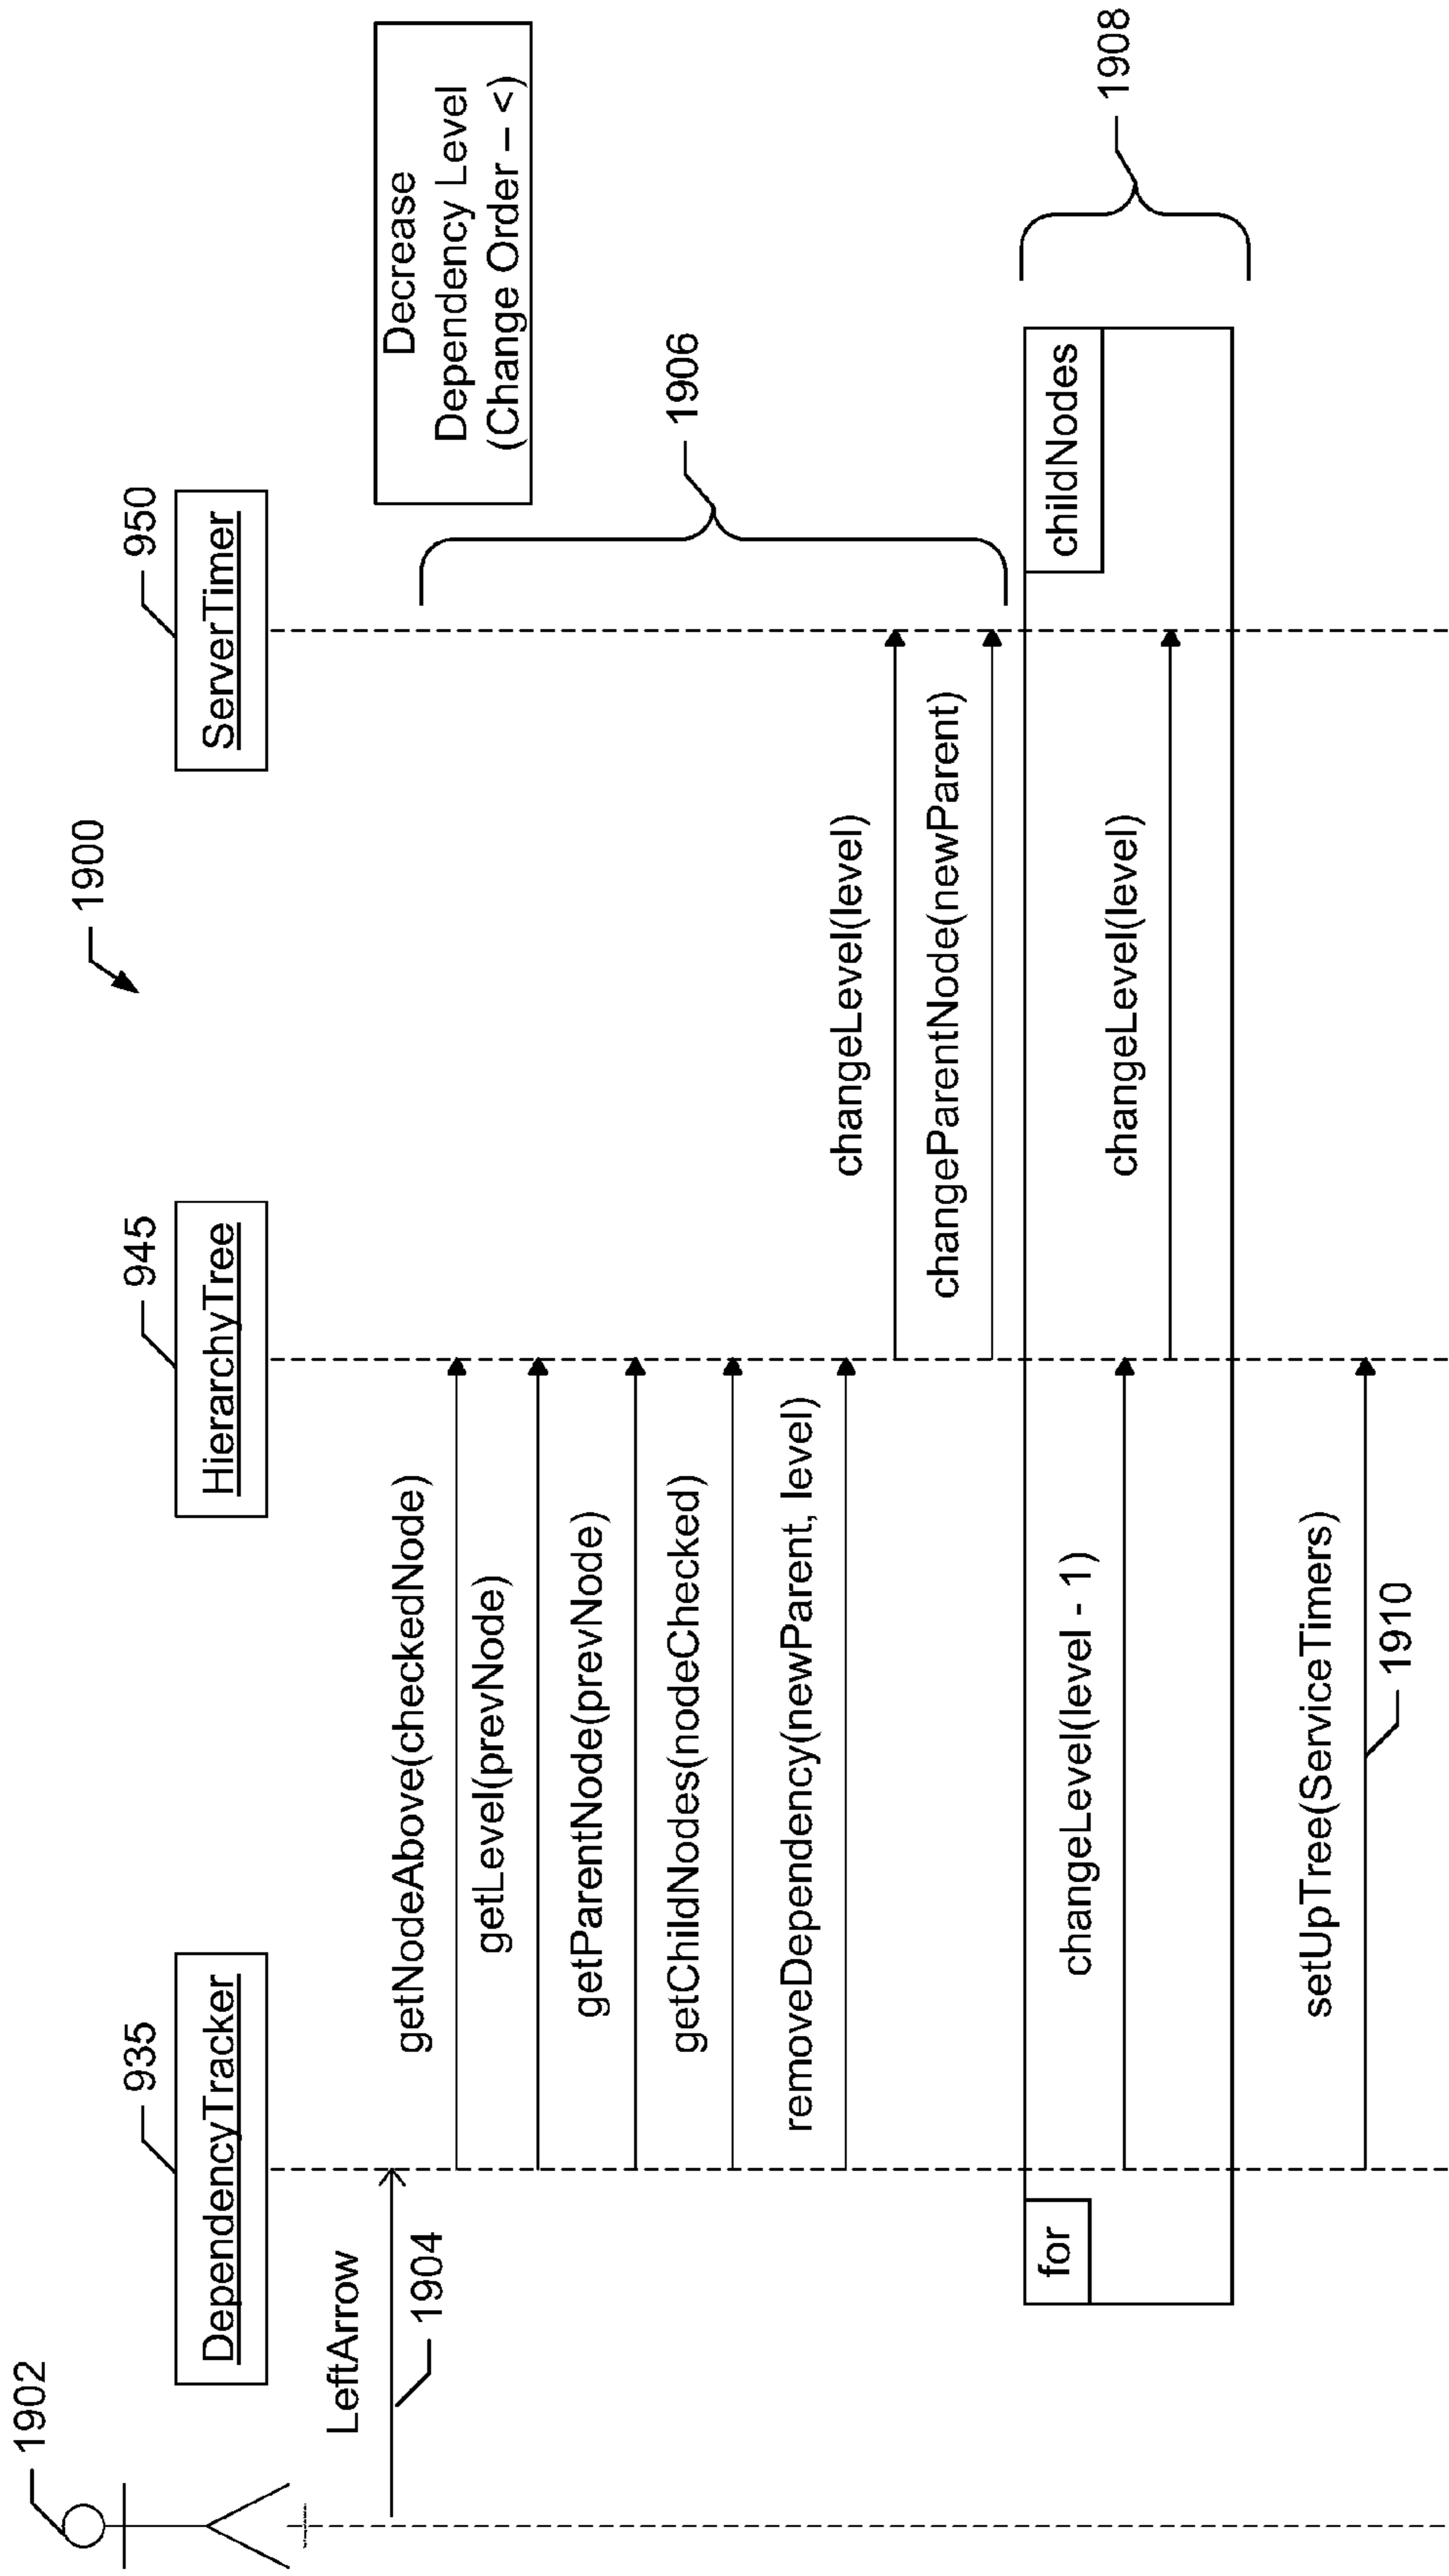 1900
1902
935
945
950
DependencyTracker
HierarchyTree
ServerTimer
Decrease
Dependency Level
(Change Order – <)
LeftArrow
1904
getNodeAbove(checkedNode)
getLevel(prevNode)
getParentNode(prevNode)
getChildNodes(nodeChecked)
removeDependency(newParent, level)
changeLevel(level)
changeParentNode(newParent)
1906
for
childNodes
changeLevel(level - 1)
changeLevel(level)
1908
setUpTree(ServiceTimers)
1910